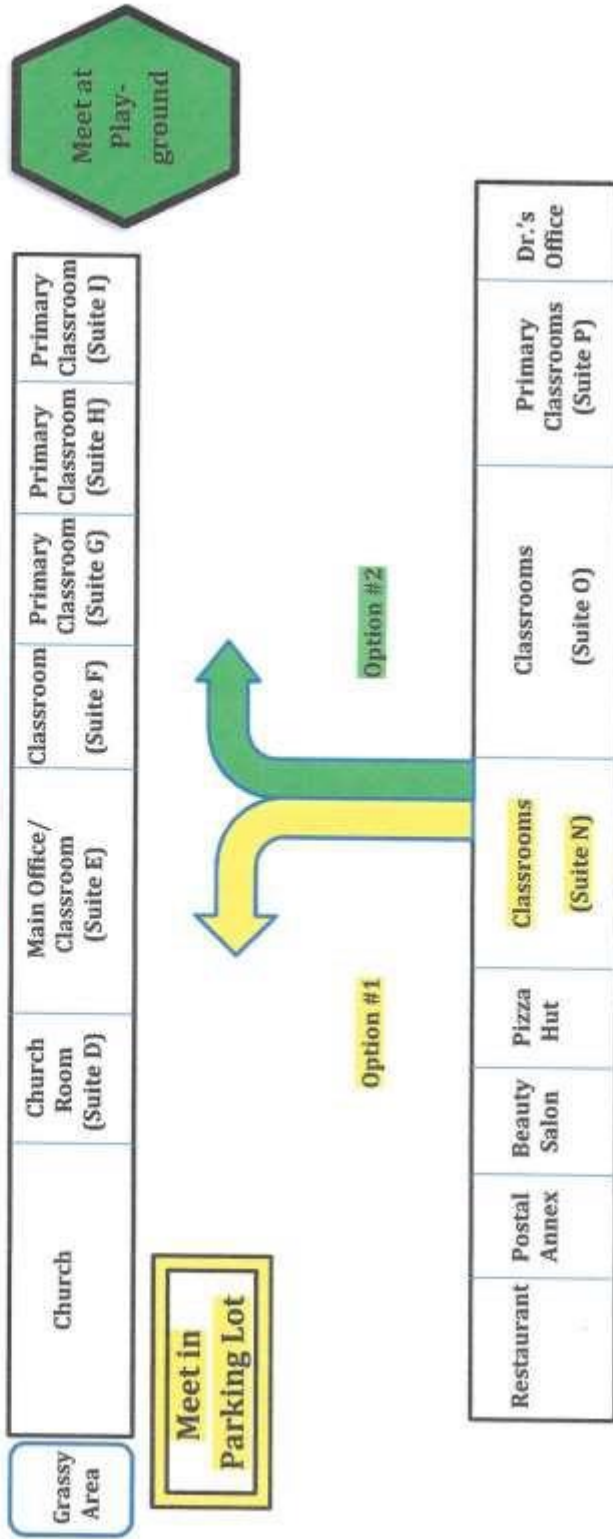 Grassy
Area
Church
Church
Room
(Suite D)
Main Office/
Classroom
(Suite E)
Classroom
(Suite F)
Primary
Classroom
(Suite G)
Primary
Classroom
(Suite H)
Primary
Classroom
(Suite I)
Meet at
Play-
ground
Meet in
Parking Lot
Option #1
Option #2
Restaurant
Postal
Annex
Beauty
Salon
Pizza
Hut
Classrooms
(Suite N)
Classrooms
(Suite O)
Primary
Classrooms
(Suite P)
Dr.'s
Office